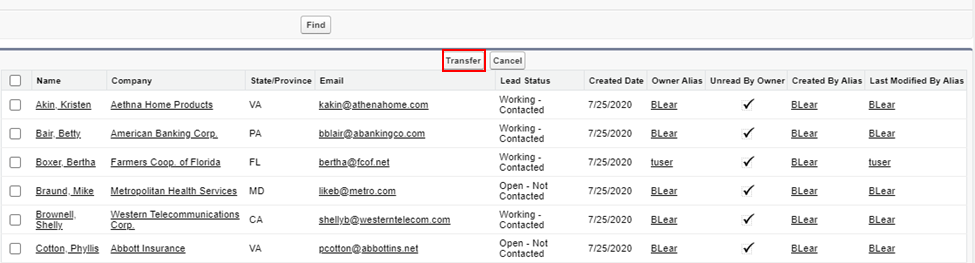 Find
Transfer Cancel
Name Company State/Province Email Lead Status Created Date Owner Alias Unread By Owner Created By Alias Last Modified By Alias
Akin, Kristen Aethna Home Products VA kakin@athenahome.com Working - Contacted 7/25/2020 BLear BLear BLear
Bair, Betty American Banking Corp. PA bblair@abankingco.com Working - Contacted 7/25/2020 BLear BLear BLear
Boxer, Bertha Farmers Coop. of Florida FL bertha@fcof.net Working - Contacted 7/25/2020 tuser BLear tuser
Braund, Mike Metropolitan Health Services MD likeb@metro.com Open - Not Contacted 7/25/2020 BLear BLear BLear
Brownell, Shelly Western Telecommunications Corp. CA shellyb@westerntelecom.com Working - Contacted 7/25/2020 BLear BLear BLear
Cotton, Phyllis Abbott Insurance VA pcotton@abbottins.net Open - Not Contacted 7/25/2020 BLear BLear BLear